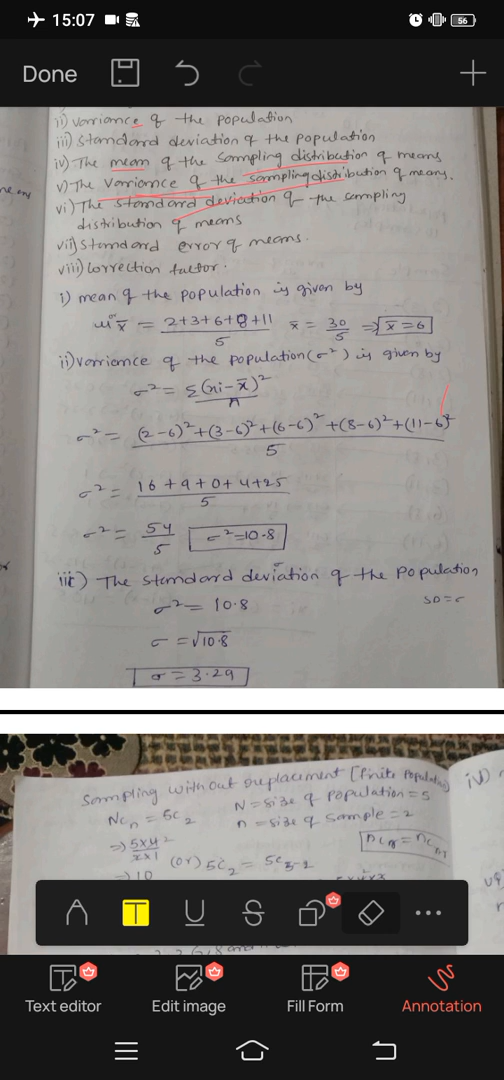 15:07
56
Done
ii) variance of the population
iii) standard deviation of the population
iv) The mean of the sampling distribution of means
v) The Variance of the sampling distribution of means.
vi) The standard deviation of the sampling
distribution of means
vii) standard error of means.
viii) Correction factor.
i) mean of the population is given by
x̄ = 2+3+6+8+11 / 5 x̄ = 30/5 ⇒ x̄ = 6
ii) Variance of the population (σ²) is given by
σ² = Σ(xi-x̄)² / n
σ² = (2-6)²+(3-6)²+(6-6)²+(8-6)²+(11-6)² / 5
σ² = 16+9+0+4+25 / 5
σ² = 54/5 σ²=10.8
iii) The standard deviation of the population
σ² = 10.8 SD=σ
σ = √10.8
σ = 3.29
Sampling without replacement [finite
iv)
NCn = 5C2 N = size of population = 5
n = size of sample = 2
⇒ 5x4 / 2x1
(or) 5C2 = 5C5-2
⇒ 10
Text editor
Edit image
Fill Form
Annotation